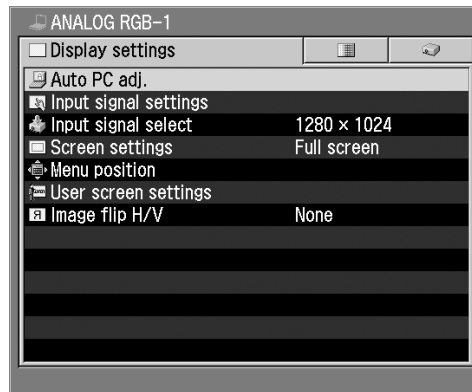 ANALOG RGB-1
Display settings
Auto PC adj.
Input signal settings
Input signal select 1280 × 1024
Screen settings Full screen
Menu position
User screen settings
Image flip H/V None